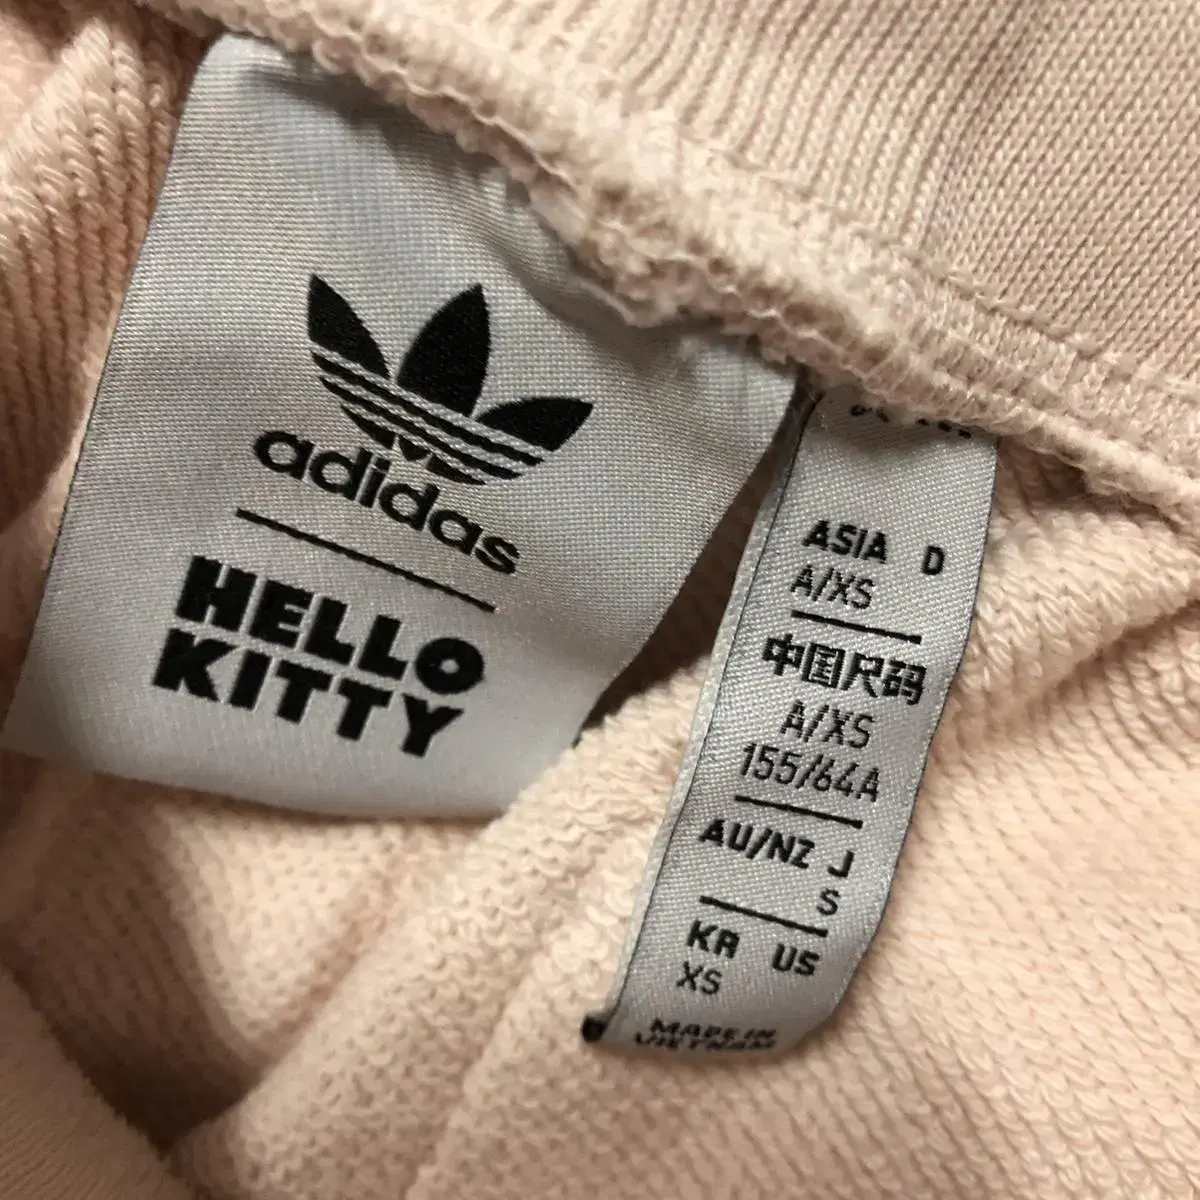 adidas
HELLO
KITTY
ASIA D
A/XS
中国尺码
A/XS
155/64A
AU/NZ J
S
KR US
XS
MADE IN
VIETNAM